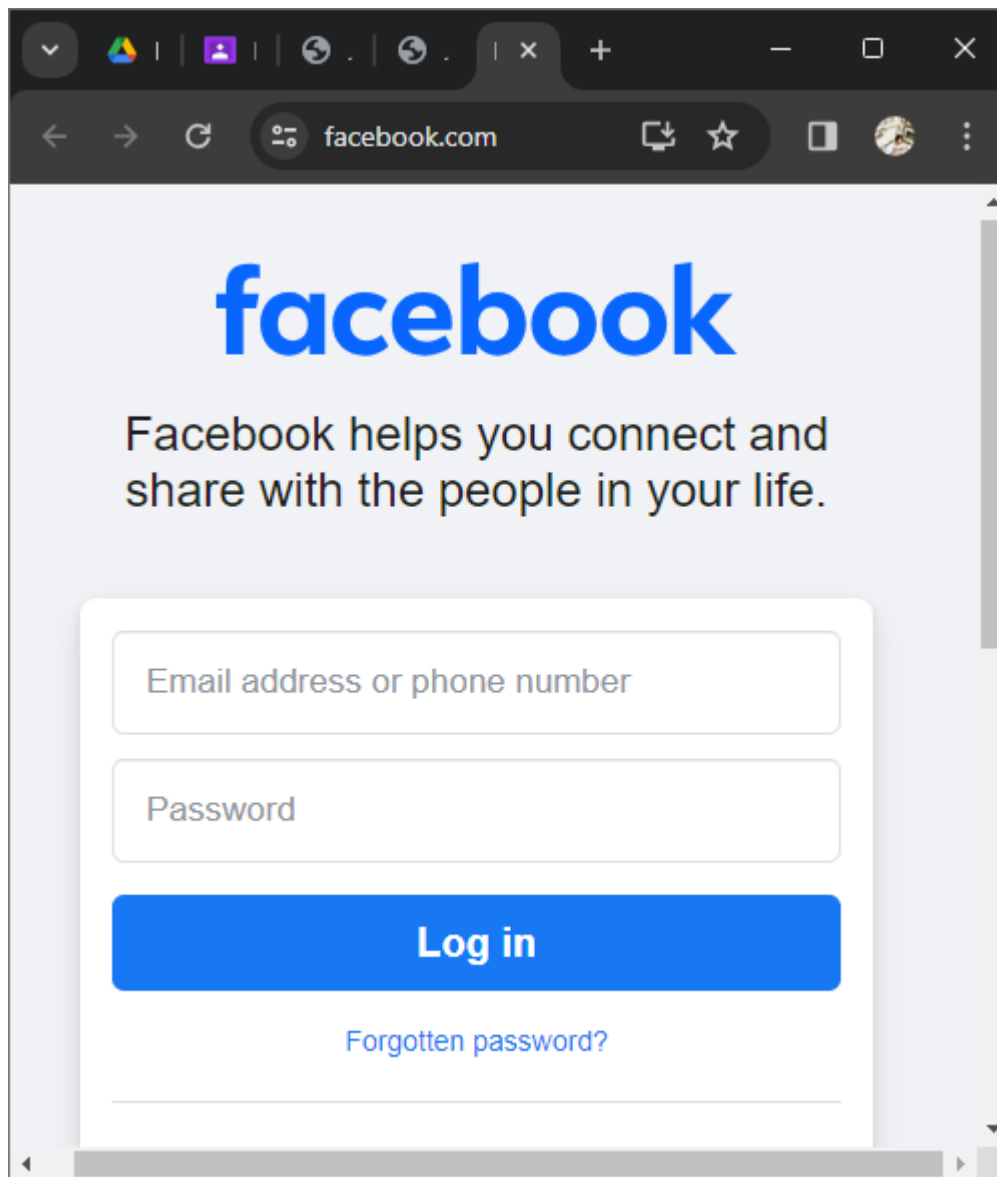 facebook.com
facebook
Facebook helps you connect and
share with the people in your life.
Email address or phone number
Password
Log in
Forgotten password?